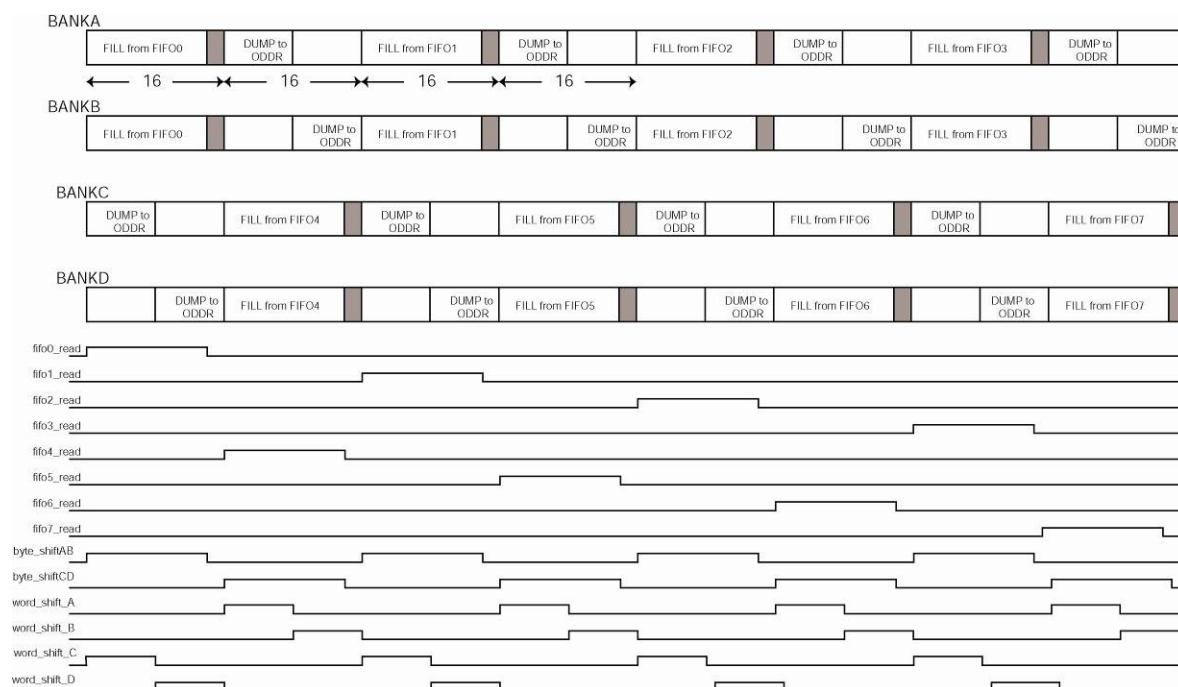 BANKA
FILL from FIFO0 DUMP to ODDR FILL from FIFO1 DUMP to ODDR FILL from FIFO2 DUMP to ODDR FILL from FIFO3 DUMP to ODDR
16 16 16 16
BANKB
FILL from FIFO0 DUMP to ODDR FILL from FIFO1 DUMP to ODDR FILL from FIFO2 DUMP to ODDR FILL from FIFO3 DUMP to ODDR
BANKC
DUMP to ODDR FILL from FIFO4 DUMP to ODDR FILL from FIFO5 DUMP to ODDR FILL from FIFO6 DUMP to ODDR FILL from FIFO7
BANKD
DUMP to ODDR FILL from FIFO4 DUMP to ODDR FILL from FIFO5 DUMP to ODDR FILL from FIFO6 DUMP to ODDR FILL from FIFO7
fifo0_read
fifo1_read
fifo2_read
fifo3_read
fifo4_read
fifo5_read
fifo6_read
fifo7_read
byte_shiftAB
byte_shiftCD
word_shift_A
word_shift_B
word_shift_C
word_shift_D